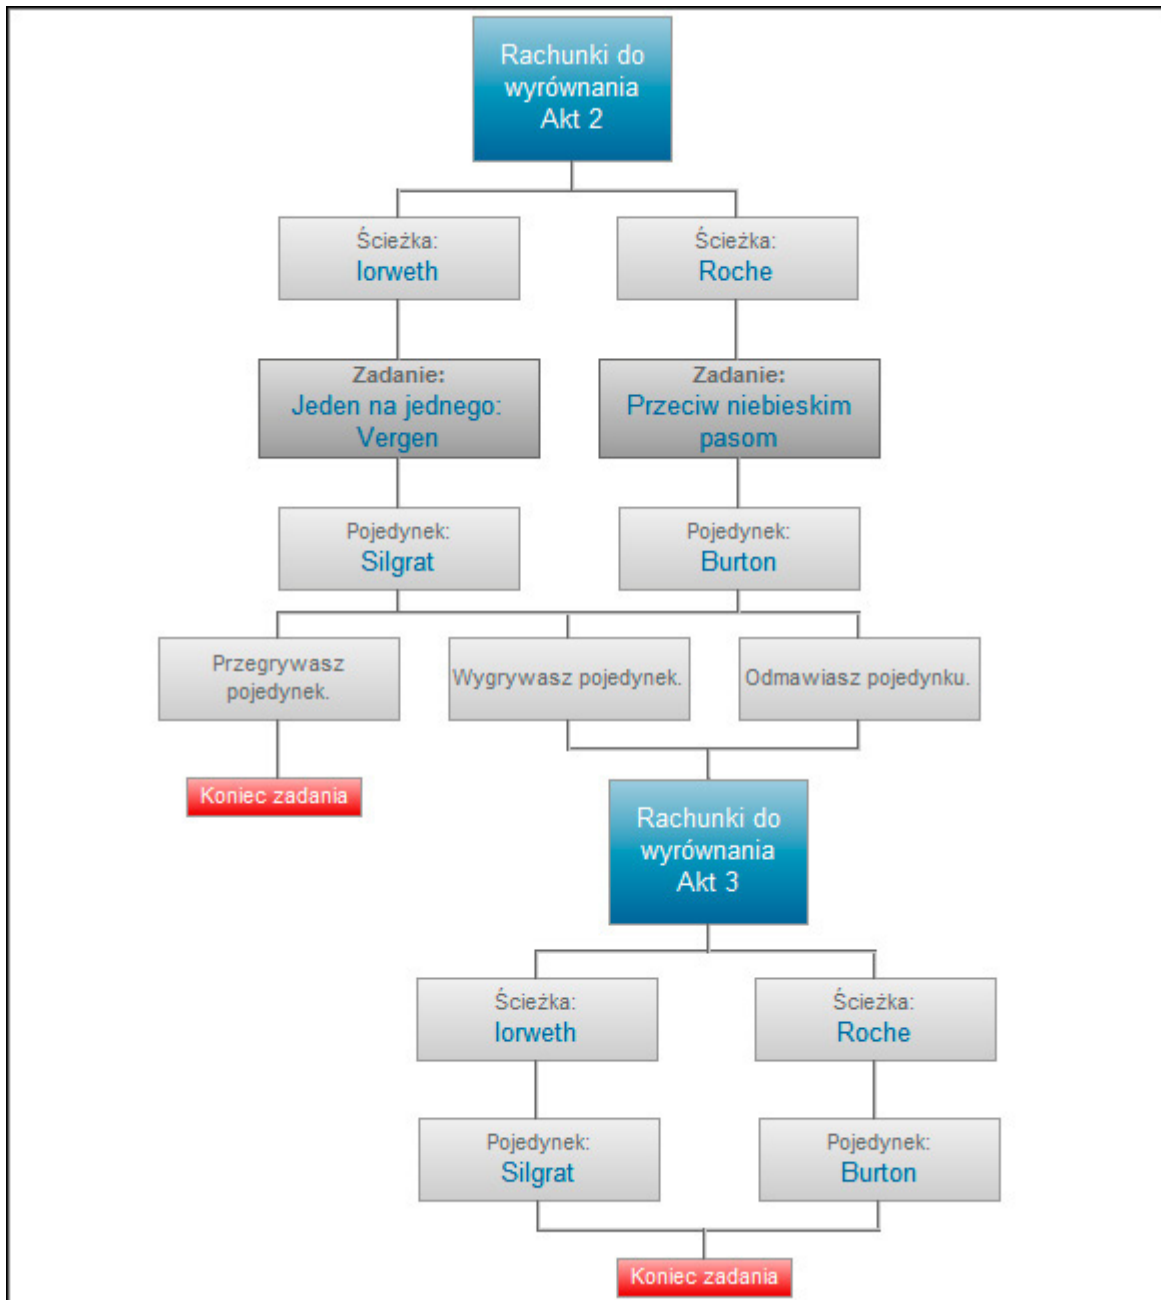 Rachunki do
wyrównania
Akt 2
Ścieżka:
Iorweth
Ścieżka:
Roche
Zadanie:
Jeden na jednego:
Vergen
Zadanie:
Przeciw niebieskim
pasom
Pojedynek:
Silgrat
Pojedynek:
Burton
Przegrywasz
pojedynek.
Wygrywasz pojedynek.
Odmawiasz pojedynku.
Koniec zadania
Rachunki do
wyrównania
Akt 3
Ścieżka:
Iorweth
Ścieżka:
Roche
Pojedynek:
Silgrat
Pojedynek:
Burton
Koniec zadania